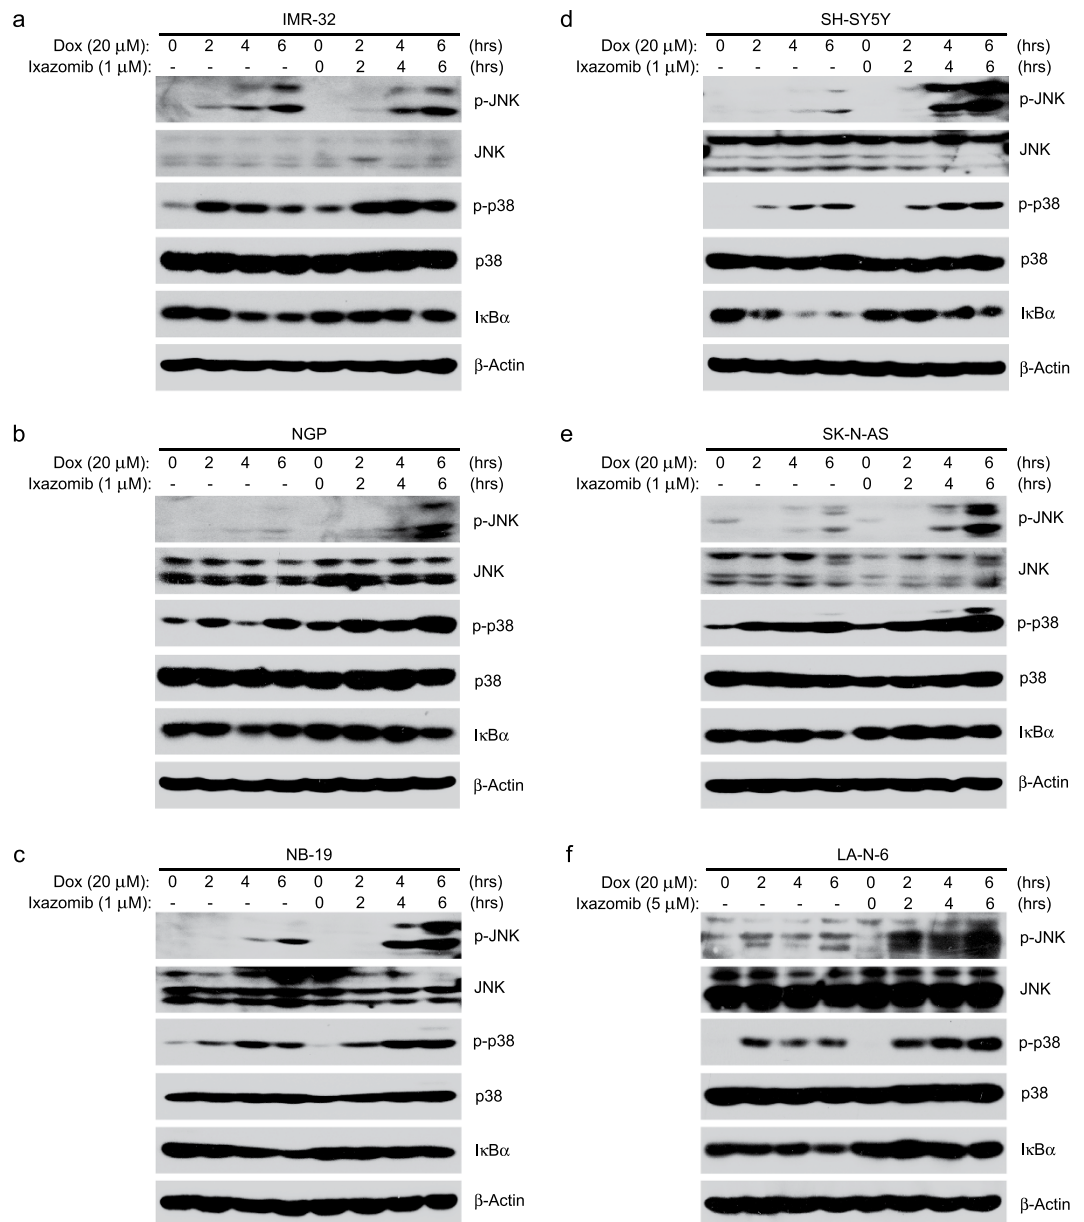 a
IMR-32
Dox (20 μM): 0 2 4 6 0 2 4 6 (hrs)
Ixazomib (1 μM): - - - - 0 2 4 6 (hrs)
p-JNK
JNK
p-p38
p38
IκBα
β-Actin
b
NGP
Dox (20 μM): 0 2 4 6 0 2 4 6 (hrs)
Ixazomib (1 μM): - - - - 0 2 4 6 (hrs)
p-JNK
JNK
p-p38
p38
IκBα
β-Actin
c
NB-19
Dox (20 μM): 0 2 4 6 0 2 4 6 (hrs)
Ixazomib (1 μM): - - - - 0 2 4 6 (hrs)
p-JNK
JNK
p-p38
p38
IκBα
β-Actin
d
SH-SY5Y
Dox (20 μM): 0 2 4 6 0 2 4 6 (hrs)
Ixazomib (1 μM): - - - - 0 2 4 6 (hrs)
p-JNK
JNK
p-p38
p38
IκBα
β-Actin
e
SK-N-AS
Dox (20 μM): 0 2 4 6 0 2 4 6 (hrs)
Ixazomib (1 μM): - - - - 0 2 4 6 (hrs)
p-JNK
JNK
p-p38
p38
IκBα
β-Actin
f
LA-N-6
Dox (20 μM): 0 2 4 6 0 2 4 6 (hrs)
Ixazomib (5 μM): - - - - 0 2 4 6 (hrs)
p-JNK
JNK
p-p38
p38
IκBα
β-Actin